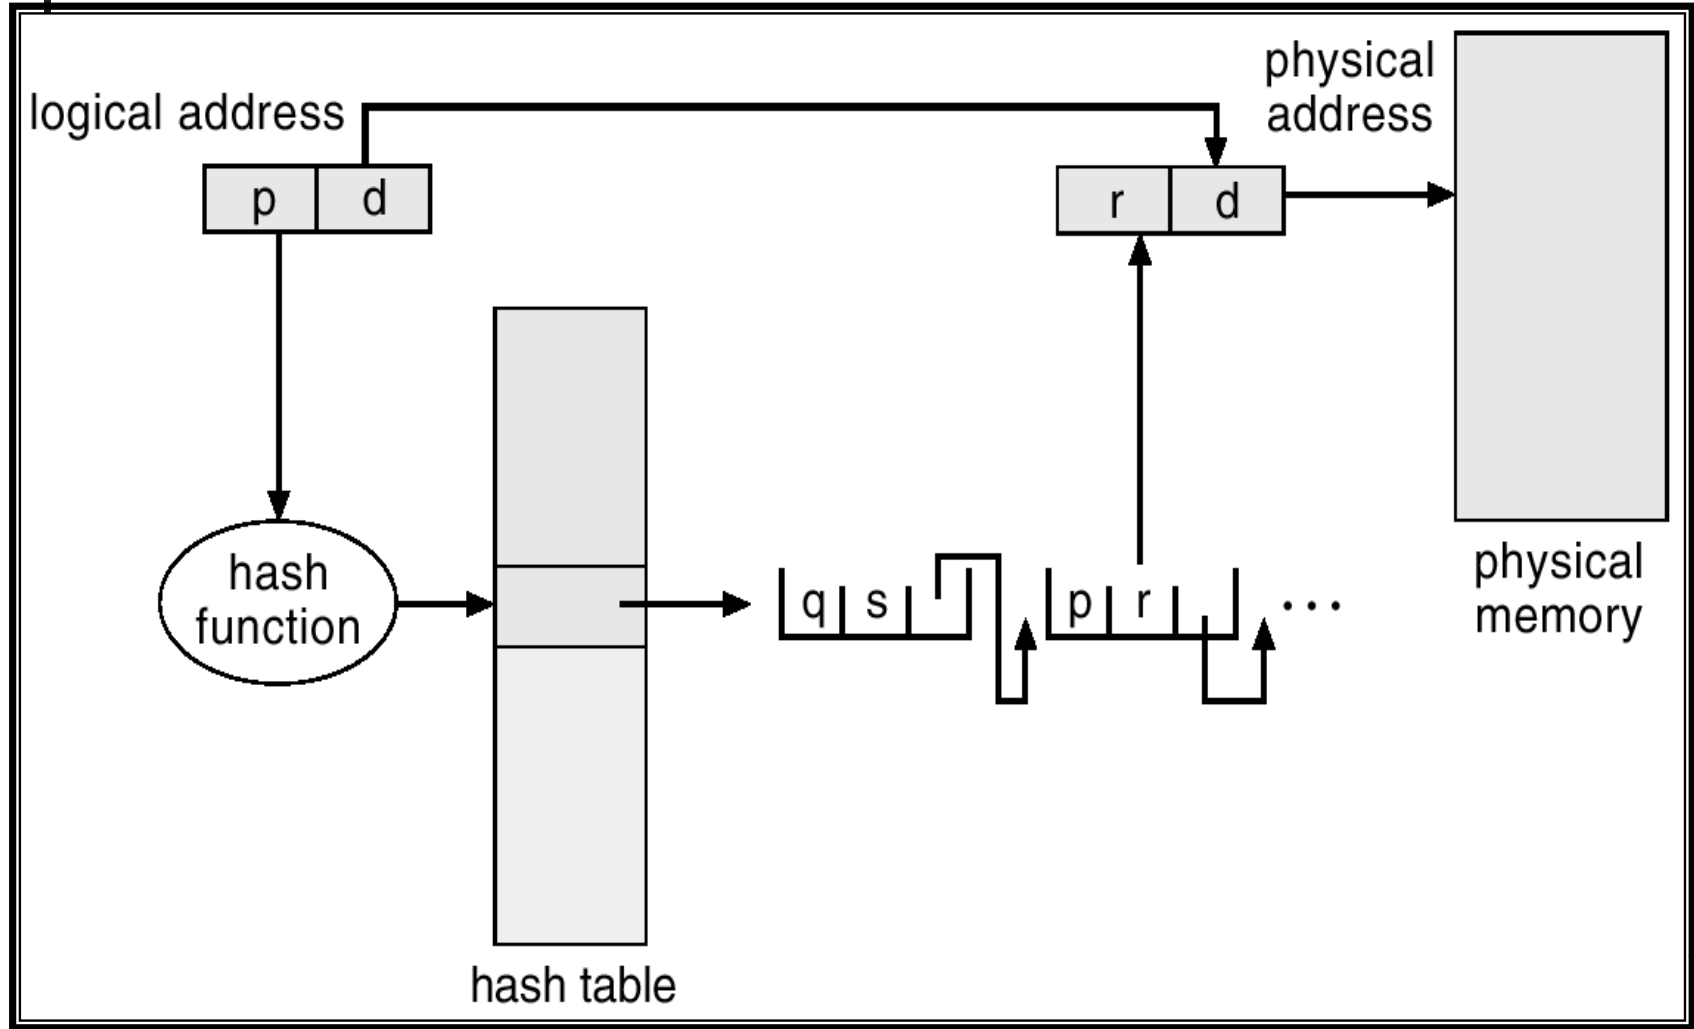 logical address
p d
physical
address
r d
hash
function
q s
p r
...
physical
memory
hash table